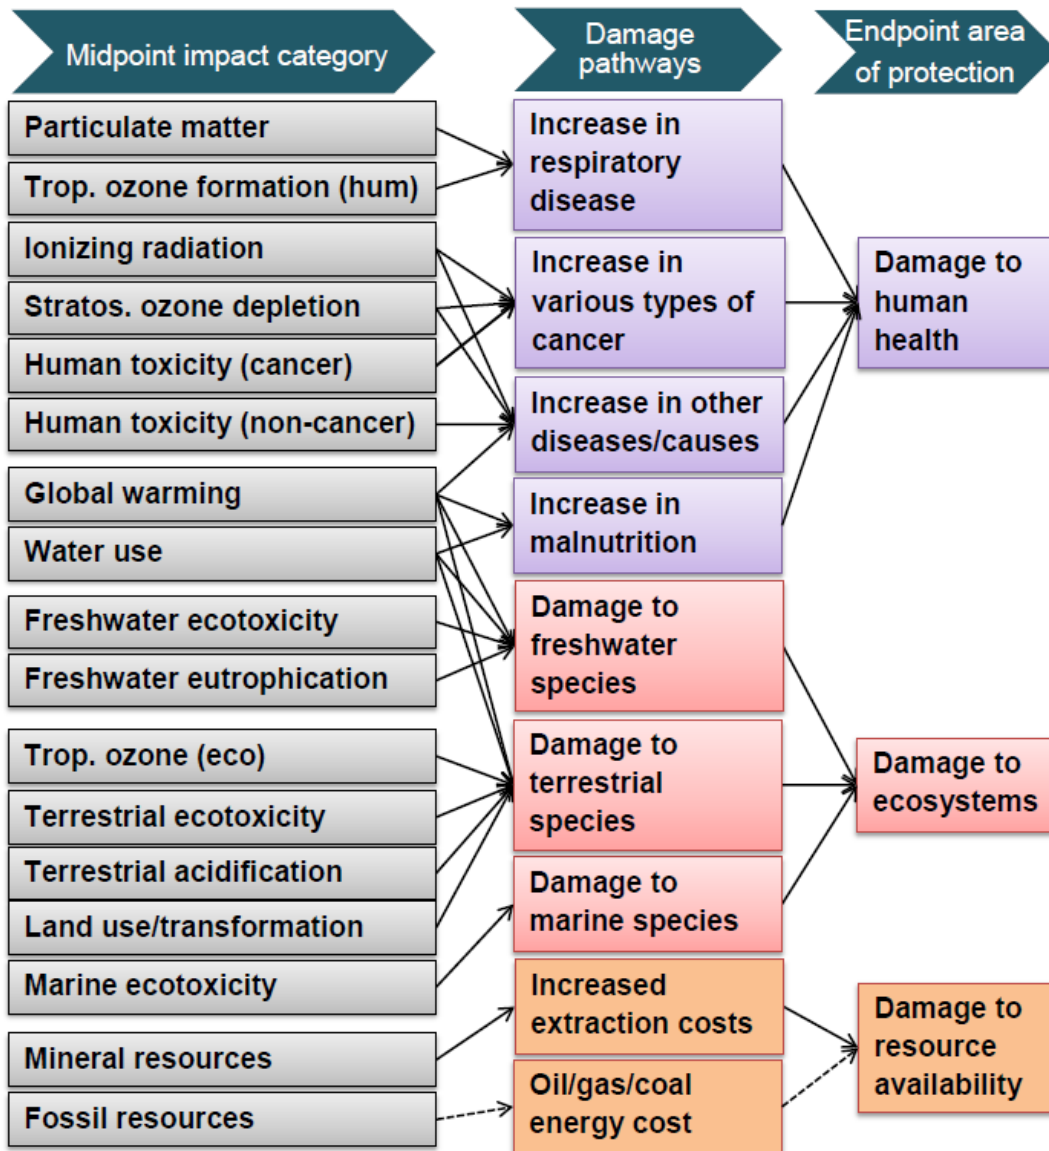 Midpoint impact category
Damage
pathways
Endpoint area
of protection
Particulate matter
Trop. ozone formation (hum)
Ionizing radiation
Stratos. ozone depletion
Human toxicity (cancer)
Human toxicity (non-cancer)
Global warming
Water use
Freshwater ecotoxicity
Freshwater eutrophication
Trop. ozone (eco)
Terrestrial ecotoxicity
Terrestrial acidification
Land use/transformation
Marine ecotoxicity
Mineral resources
Fossil resources
Increase in
respiratory
disease
Increase in
various types of
cancer
Increase in other
diseases/causes
Increase in
malnutrition
Damage to
freshwater
species
Damage to
terrestrial
species
Damage to
marine species
Increased
extraction costs
Oil/gas/coal
energy cost
Damage to
human
health
Damage to
ecosystems
Damage to
resource
availability